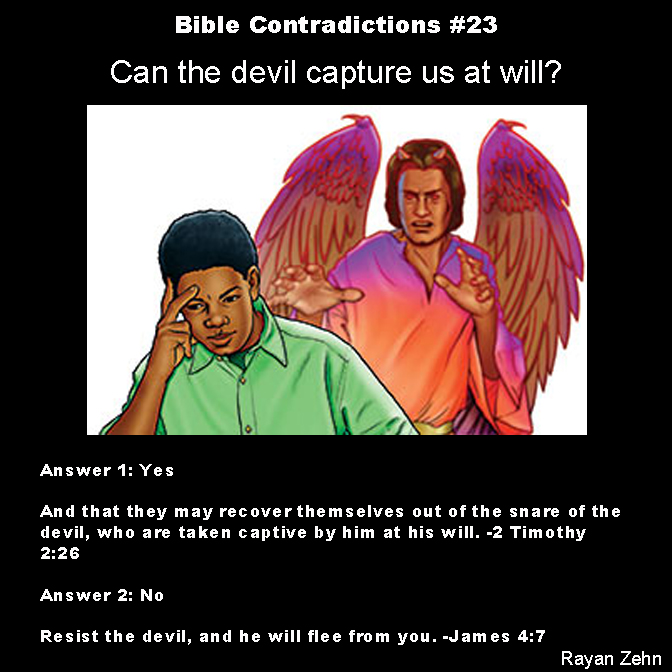 Bible Contradictions #23
Can the devil capture us at will?
Answer 1: Yes
And that they may recover themselves out of the snare of the
devil, who are taken captive by him at his will. -2 Timothy
2:26
Answer 2: No
Resist the devil, and he will flee from you. -James 4:7
Rayan Zehn